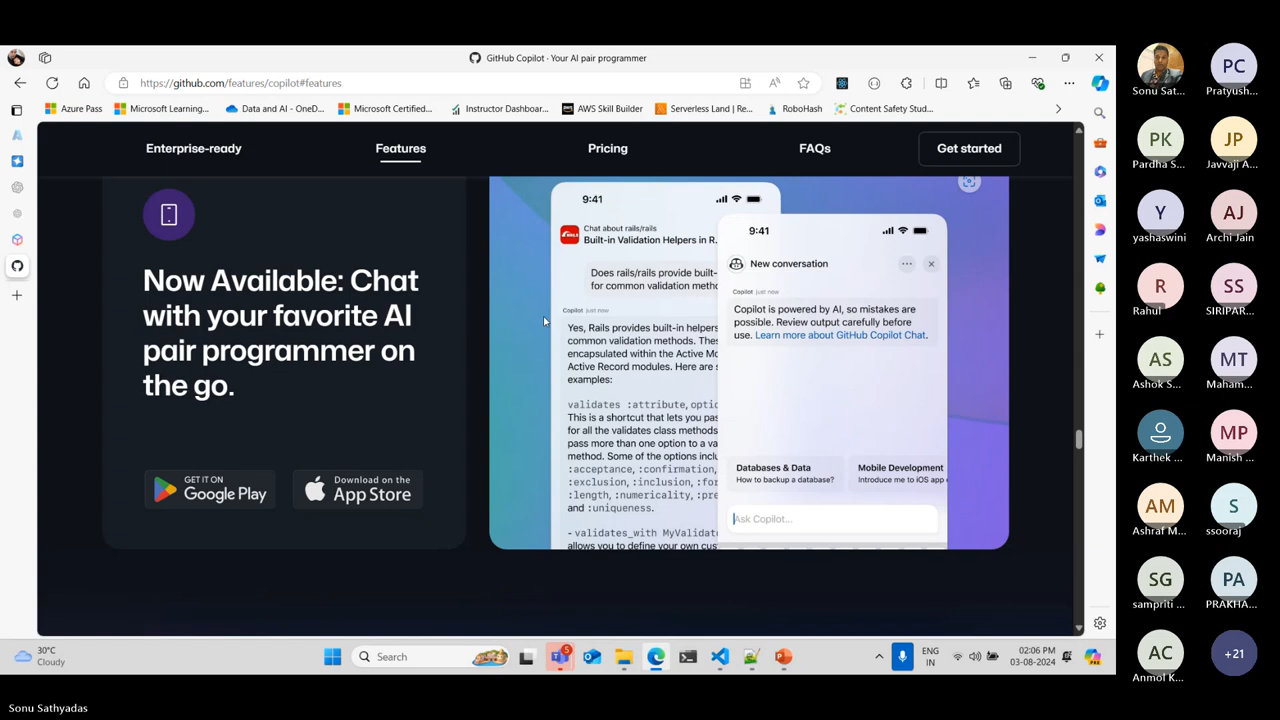 GitHub Copilot · Your AI pair programmer
https://github.com/features/copilot#features
Azure Pass
Microsoft Learning...
Data and AI - OneD...
Microsoft Certified...
Instructor Dashboar...
AWS Skill Builder
Serverless Land | Re...
RoboHash
Content Safety Stud...
Enterprise-ready
Features
Pricing
FAQs
Get started
Now Available: Chat
with your favorite AI
pair programmer on
the go.
GET IT ON
Google Play
Download on the
App Store
9:41
Chat about rails/rails
Built-in Validation Helpers in R.
Does rails/rails provide built-
for common validation metho
Copilot just now
Yes, Rails provides built-in helpers
common validation methods. Thes
encapsulated within the Active Mo
Active Record modules. Here are s
examples:
validates :attribute, optio
This is a shortcut that lets you pas
for all the validates class methods
pass more than one option to a va
method. Some of the options inclu
:acceptance, :confirmation,
:exclusion, :inclusion, :for
:length, :numericality, :pre
and :uniqueness.
- validates_with MyValidat
allows you to define your own cust
9:41
New conversation
Copilot just now
Copilot is powered by AI, so mistakes are
possible. Review output carefully before
use. Learn more about GitHub Copilot Chat.
Databases & Data
How to backup a database?
Mobile Development
Introduce me to iOS app
Ask Copilot...
30°C
Cloudy
Search
5
ENG
IN
02:06 PM
03-08-2024
Sonu Sathyadas
Sonu Sat...
PC
Pratyush...
PK
Pardha S...
JP
Javvaji A...
Y
yashaswini
AJ
Archi Jain
R
Rahul
SS
SIRIPAR...
AS
Ashok S...
MT
Maham...
Karthek ...
MP
Manish ...
AM
Ashraf M...
S
ssooraj
SG
sampriti ...
PA
PRAKHA...
AC
Anmol K...
+21